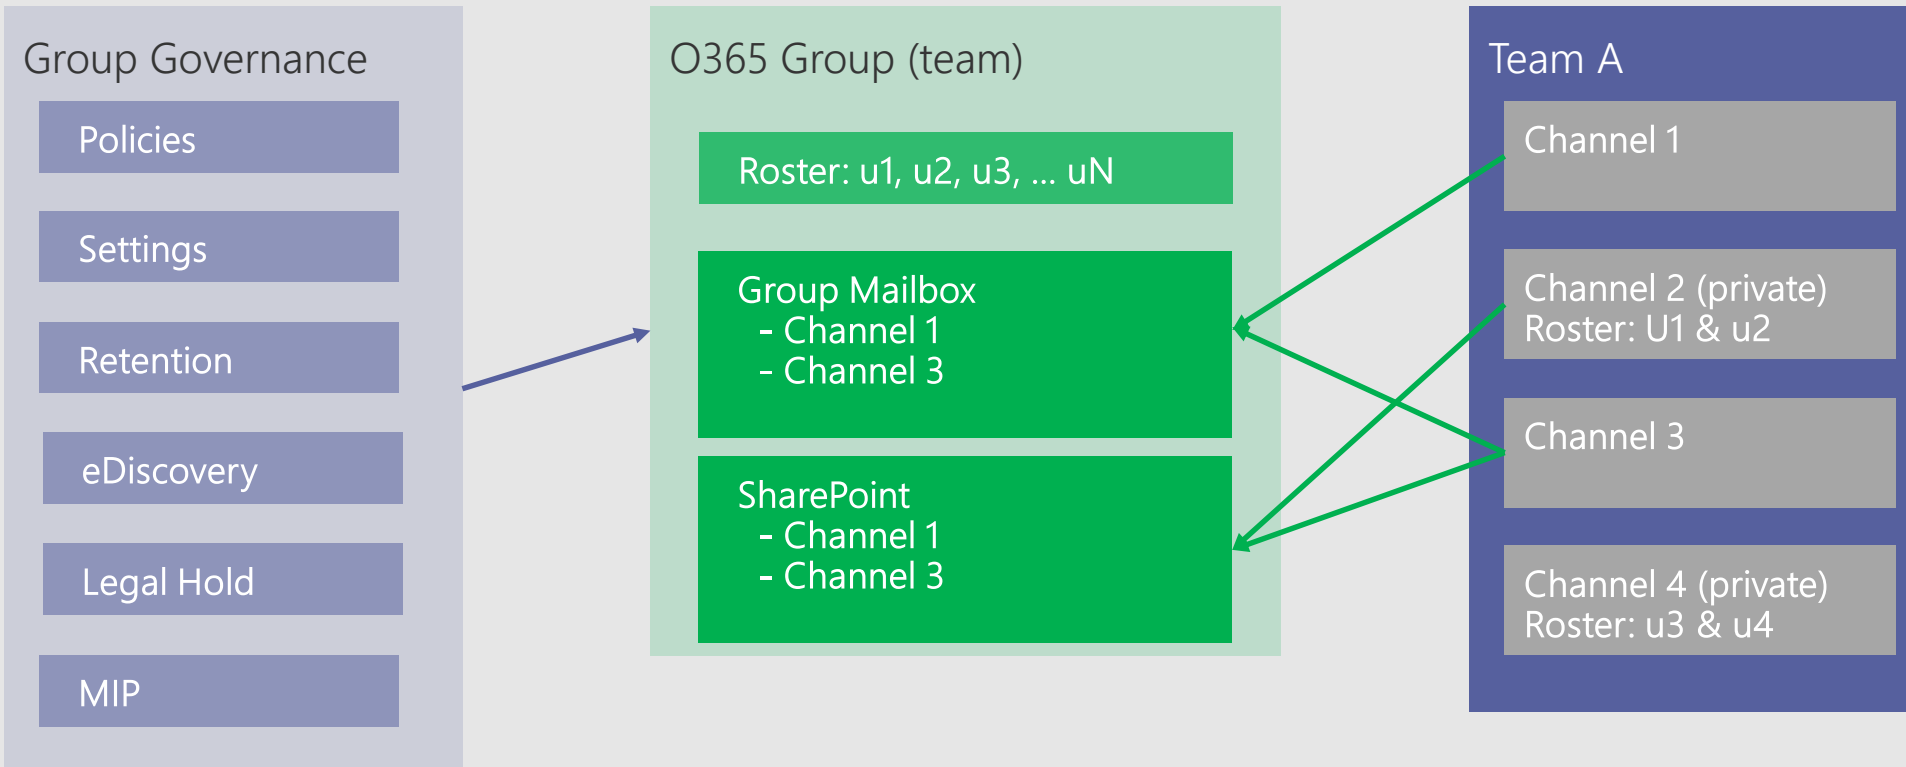 Group Governance
Policies
Settings
Retention
eDiscovery
Legal Hold
MIP
O365 Group (team)
Roster: u1, u2, u3, ... uN
Group Mailbox
- Channel 1
- Channel 3
SharePoint
- Channel 1
- Channel 3
Team A
Channel 1
Channel 2 (private)
Roster: U1 & u2
Channel 3
Channel 4 (private)
Roster: u3 & u4